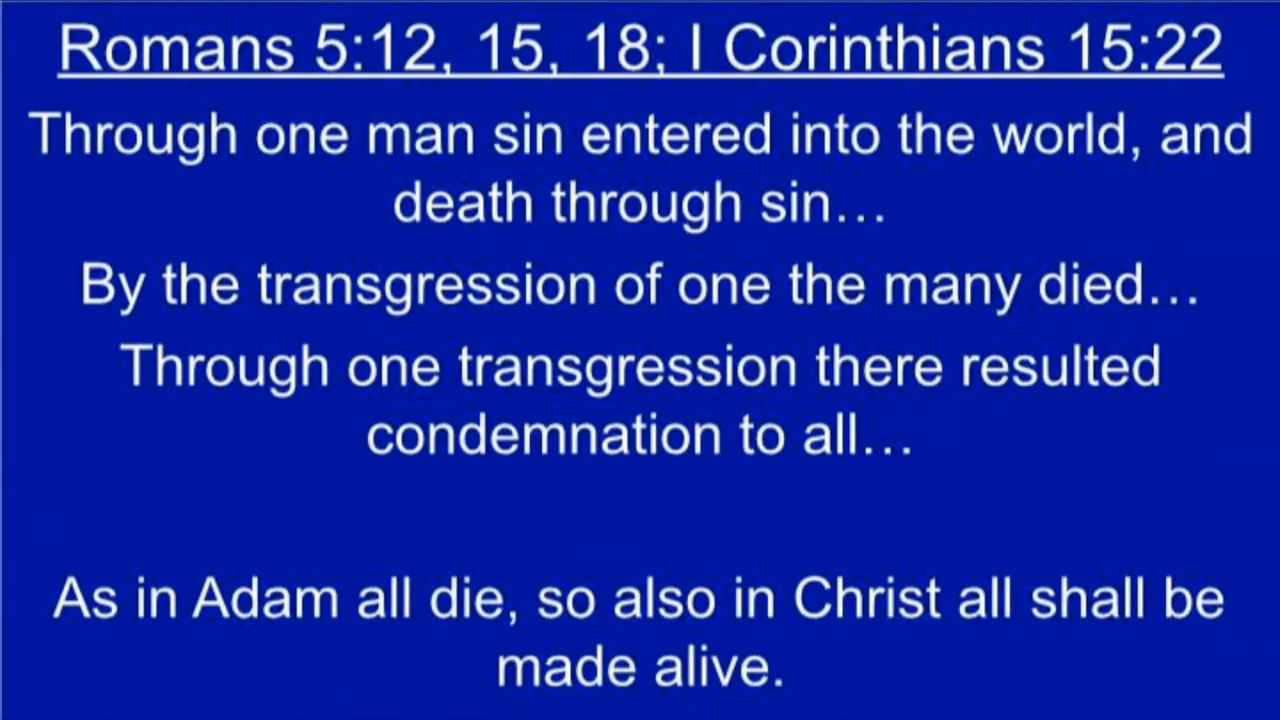 Romans 5:12, 15, 18; I Corinthians 15:22
Through one man sin entered into the world, and
death through sin…
By the transgression of one the many died…
Through one transgression there resulted
condemnation to all…
As in Adam all die, so also in Christ all shall be
made alive.